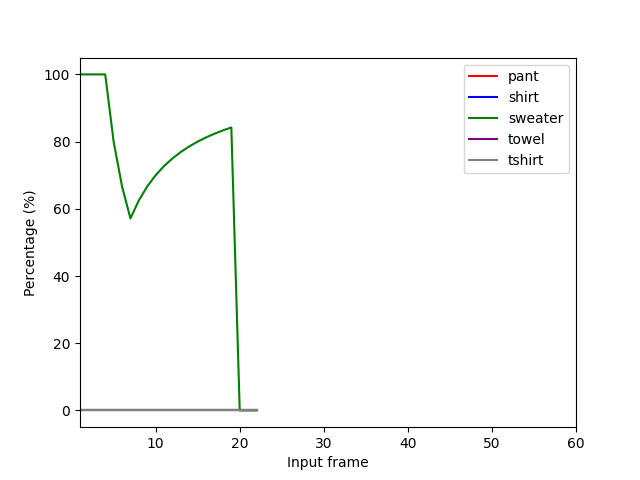 100
80
60
40
20
0
Percentage (%)
10 20 30 40 50 60
Input frame
pant
shirt
sweater
towel
tshirt